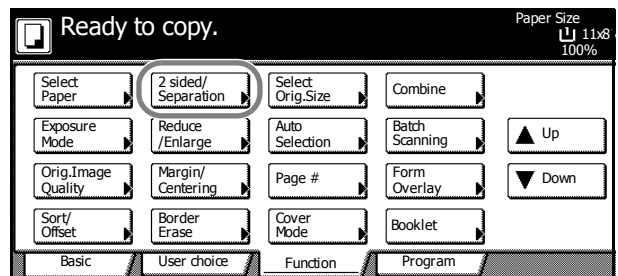 Ready to copy.
Paper Size
11x8
100%
Select
Paper
2 sided/
Separation
Select
Orig.Size
Combine
Exposure
Mode
Reduce
/Enlarge
Auto
Selection
Batch
Scanning
Up
Orig.Image
Quality
Margin/
Centering
Page #
Form
Overlay
Down
Sort/
Offset
Border
Erase
Cover
Mode
Booklet
Basic
User choice
Function
Program